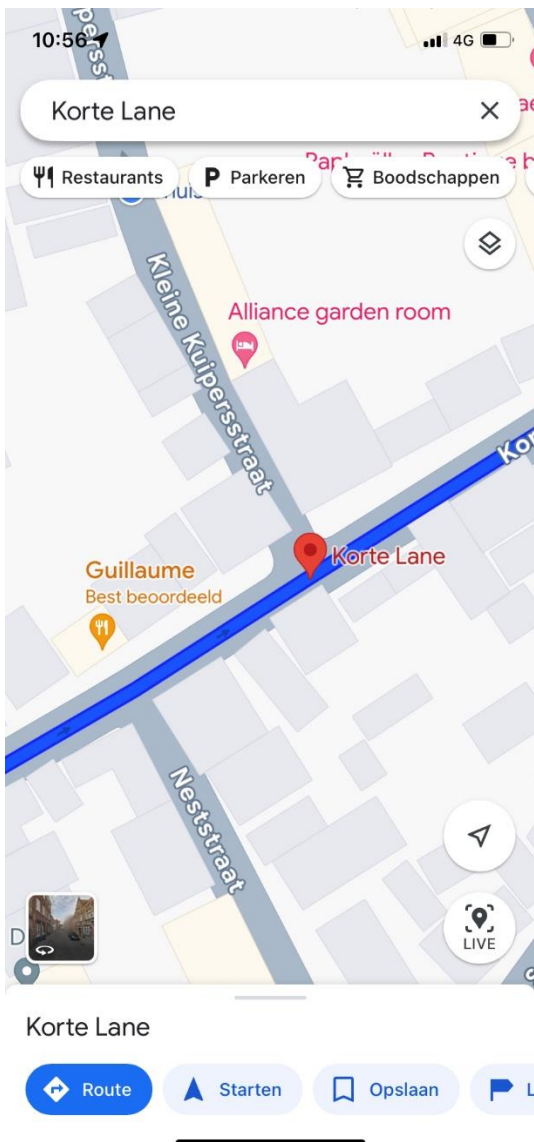 10:56
4G
Korte Lane
Restaurants
P Parkeren
Boodschappen
Alliance garden room
Kleine Kuipersstraat
Korte Lane
Guillaume
Best beoordeeld
Neststraat
LIVE
D
Korte Lane
Route
Starten
Opslaan